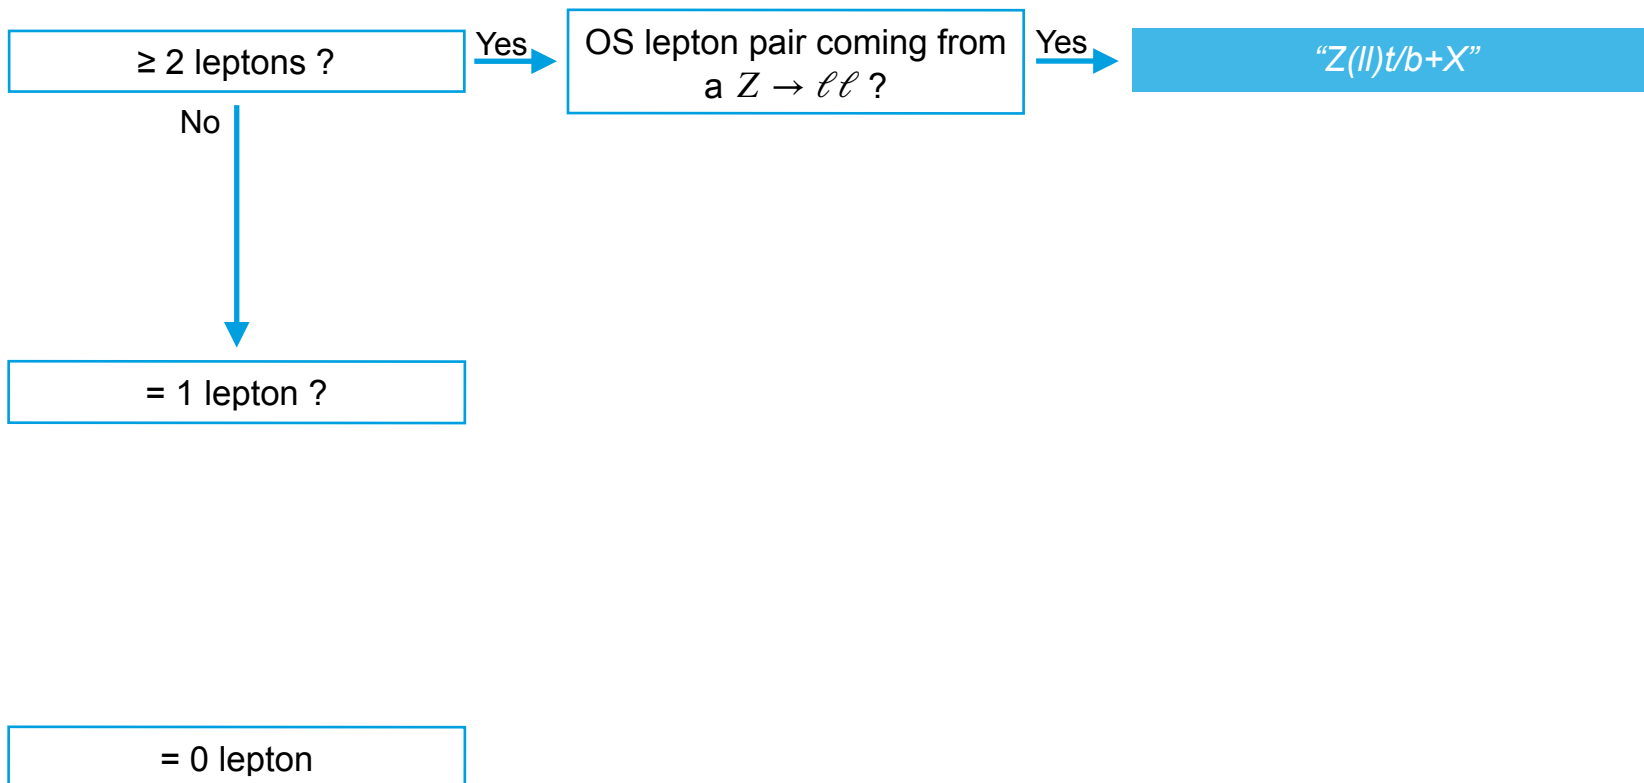 ≥ 2 leptons ?
Yes
OS lepton pair coming from
a Z → ℓℓ ?
Yes
“Z(ll)t/b+X”
No
= 1 lepton ?
= 0 lepton